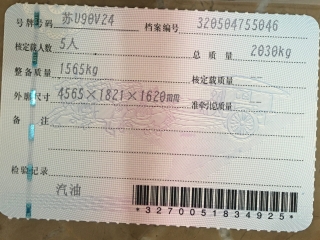 号牌号码 苏U90V24 档案编号 320504755046
核定载人数 5人 总质量 2030kg
整备质量 1565kg 核定载质量 --
外廓尺寸 4565×1821×1620mm 准牵引总质量 --
备注
检验记录
汽油
*3270051834925*